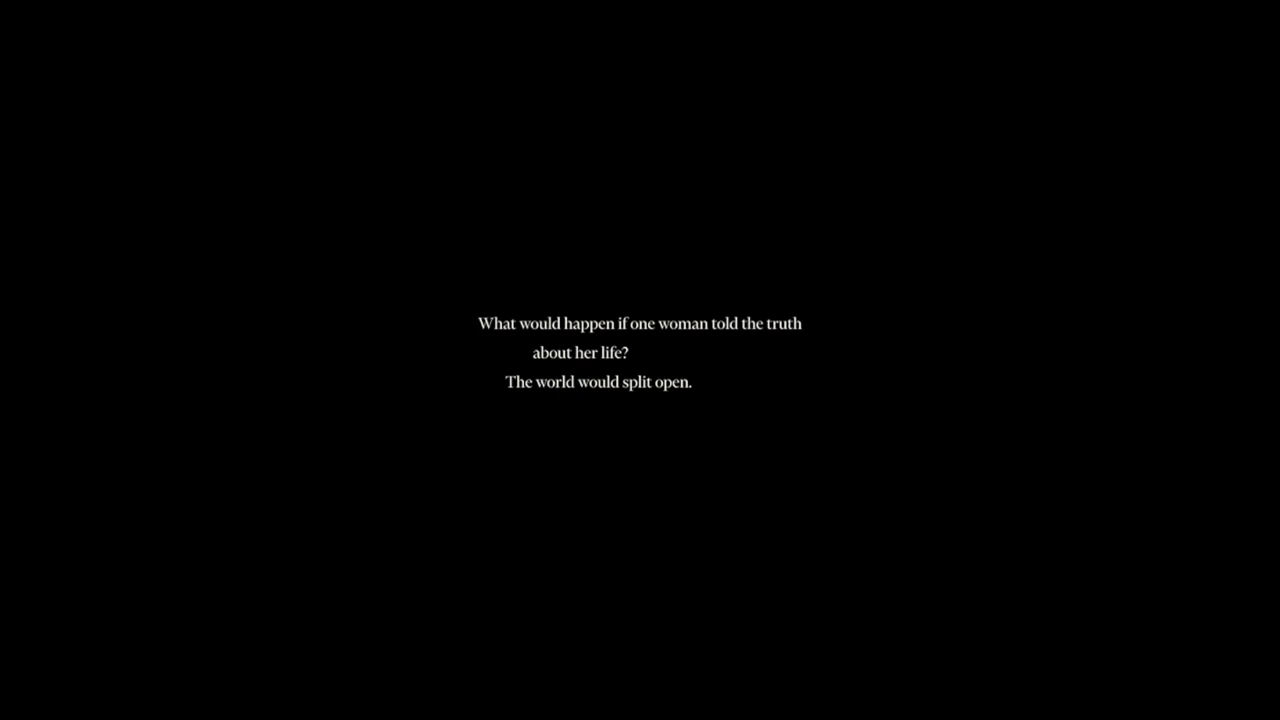 What would happen if one woman told the truth
about her life?
The world would split open.